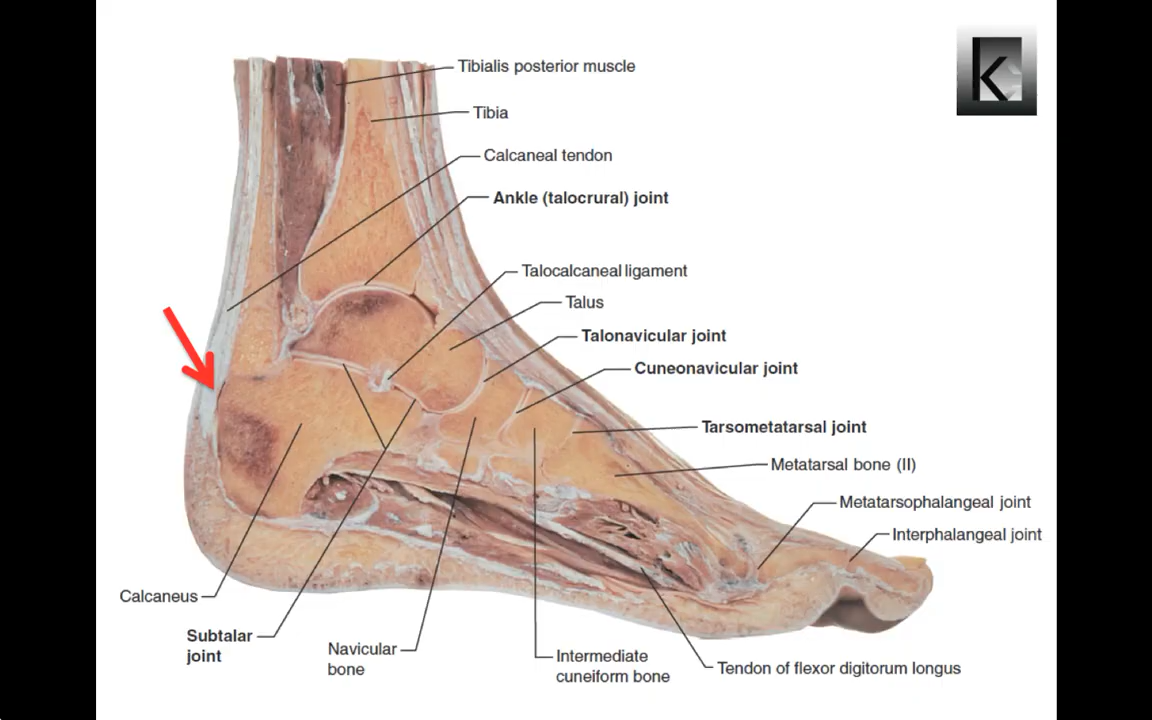 Tibialis posterior muscle
Tibia
Calcaneal tendon
Ankle (talocrural) joint
Talocalcaneal ligament
Talus
Talonavicular joint
Cuneonavicular joint
Tarsometatarsal joint
Metatarsal bone (II)
Metatarsophalangeal joint
Interphalangeal joint
Calcaneus
Subtalar
joint
Navicular
bone
Intermediate
cuneiform bone
Tendon of flexor digitorum longus
K